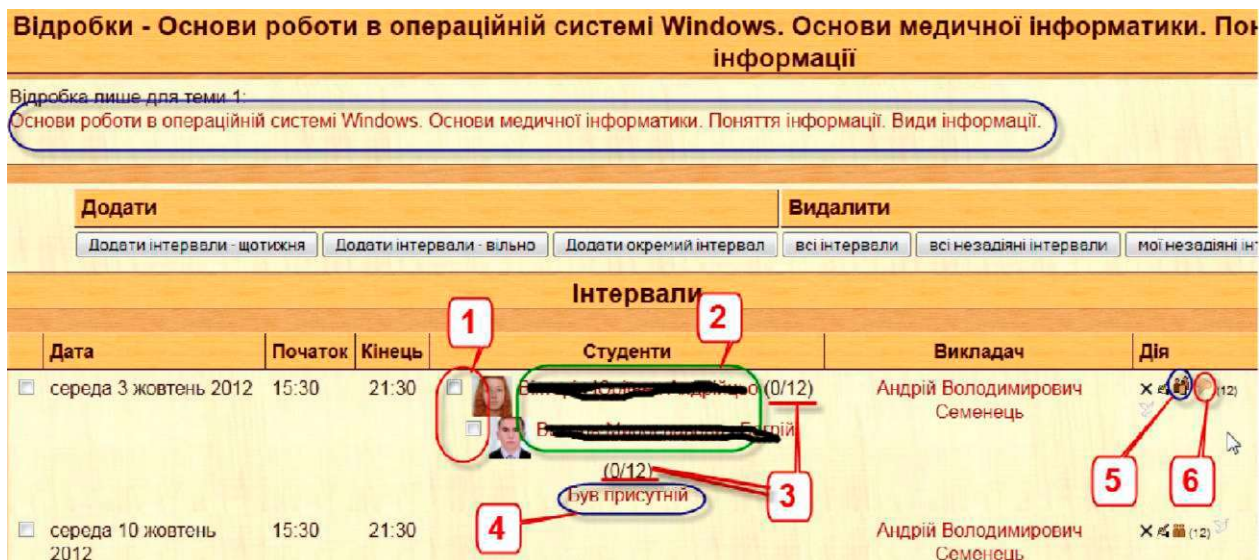 Відробки - Основи роботи в операційній системі Windows. Основи медичної інформатики.
інформації
Відробка лише для теми 1:
Основи роботи в операційній системі Windows. Основи медичної інформатики. Поняття інформації. Види інформації.
Додати Видалити
Додати інтервали - щотижня Додати інтервали - вільно Додати окремий інтервал всі інтервали всі незадіяні інтервали мої незадіяні
Інтервали
1 2
Дата Початок Кінець Студенти Викладач Дія
середа 3 жовтень 2012 15:30 21:30 (0/12) Андрій Володимирович (12)
Семенець
(0/12)
Був присутній
3 4 5 6
середа 10 жовтень 15:30 21:30 Андрій Володимирович (12)
2012 Семенець